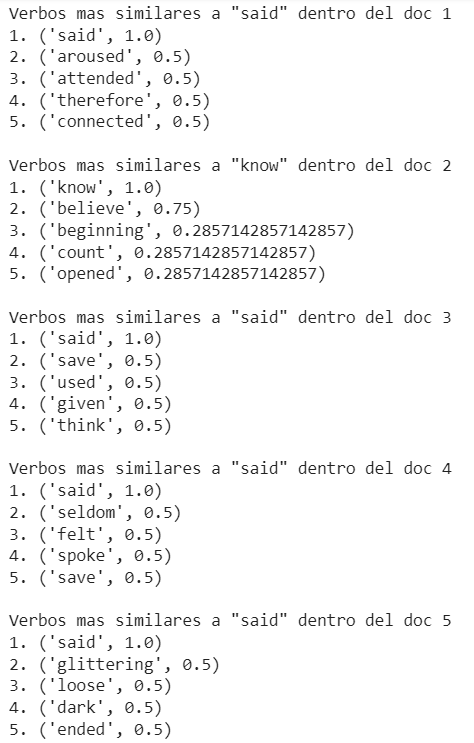 Verbos mas similares a "said" dentro del doc 1
1. ('said', 1.0)
2. ('aroused', 0.5)
3. ('attended', 0.5)
4. ('therefore', 0.5)
5. ('connected', 0.5)
Verbos mas similares a "know" dentro del doc 2
1. ('know', 1.0)
2. ('believe', 0.75)
3. ('beginning', 0.2857142857142857)
4. ('count', 0.2857142857142857)
5. ('opened', 0.2857142857142857)
Verbos mas similares a "said" dentro del doc 3
1. ('said', 1.0)
2. ('save', 0.5)
3. ('used', 0.5)
4. ('given', 0.5)
5. ('think', 0.5)
Verbos mas similares a "said" dentro del doc 4
1. ('said', 1.0)
2. ('seldom', 0.5)
3. ('felt', 0.5)
4. ('spoke', 0.5)
5. ('save', 0.5)
Verbos mas similares a "said" dentro del doc 5
1. ('said', 1.0)
2. ('glittering', 0.5)
3. ('loose', 0.5)
4. ('dark', 0.5)
5. ('ended', 0.5)